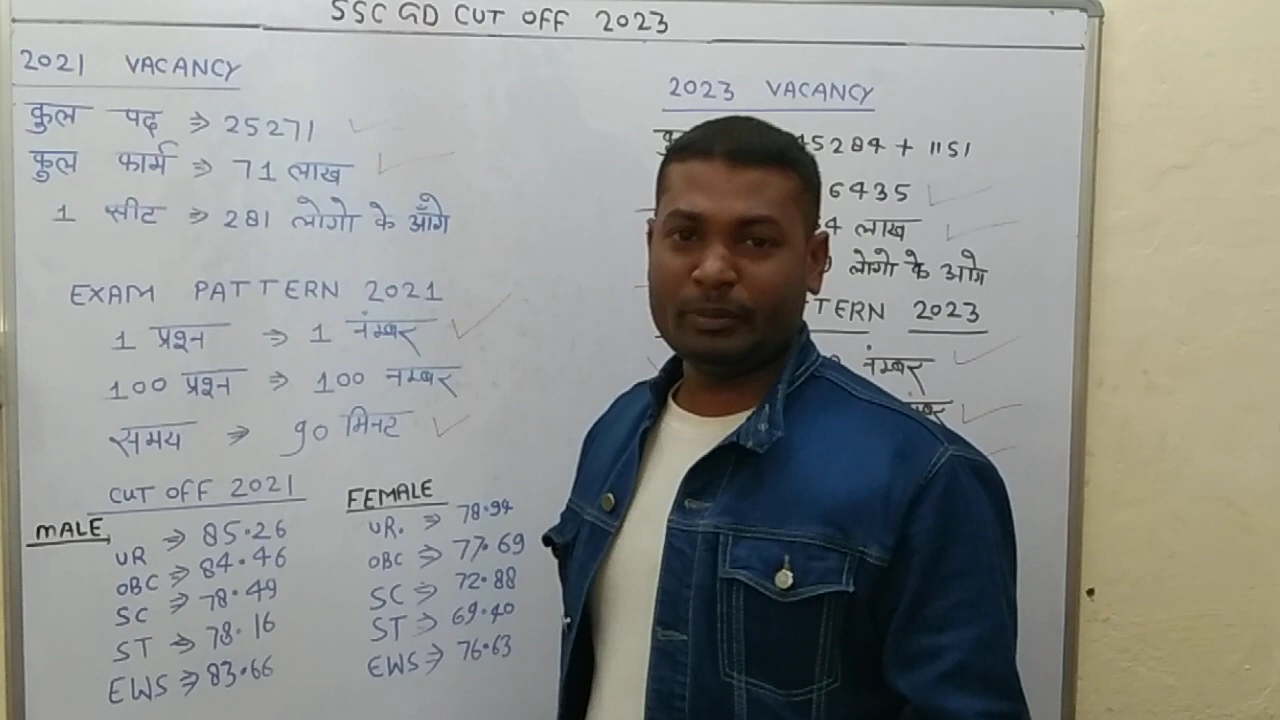 SSC GD CUT OFF 2023
2021 VACANCY
कुल पद ⇒ 25271
कुल फार्म ⇒ 71 लाख
1 सीट ⇒ 281 लोगो के आँगे
EXAM PATTERN 2021
1 प्रश्न ⇒ 1 नंम्बर
100 प्रश्न ⇒ 100 नम्बर
समय ⇒ 90 मिनट
CUT OFF 2021
MALE
UR ⇒ 85.26
OBC ⇒ 84.46
SC ⇒ 78.49
ST ⇒ 78.16
EWS ⇒ 83.66
FEMALE
UR. ⇒ 78.94
OBC ⇒ 77.69
SC ⇒ 72.88
ST ⇒ 69.40
EWS ⇒ 76.63
2023 VACANCY
45284 + 1151
6435
4 लाख
लोगो के आगे
TERN 2023
नंम्बर